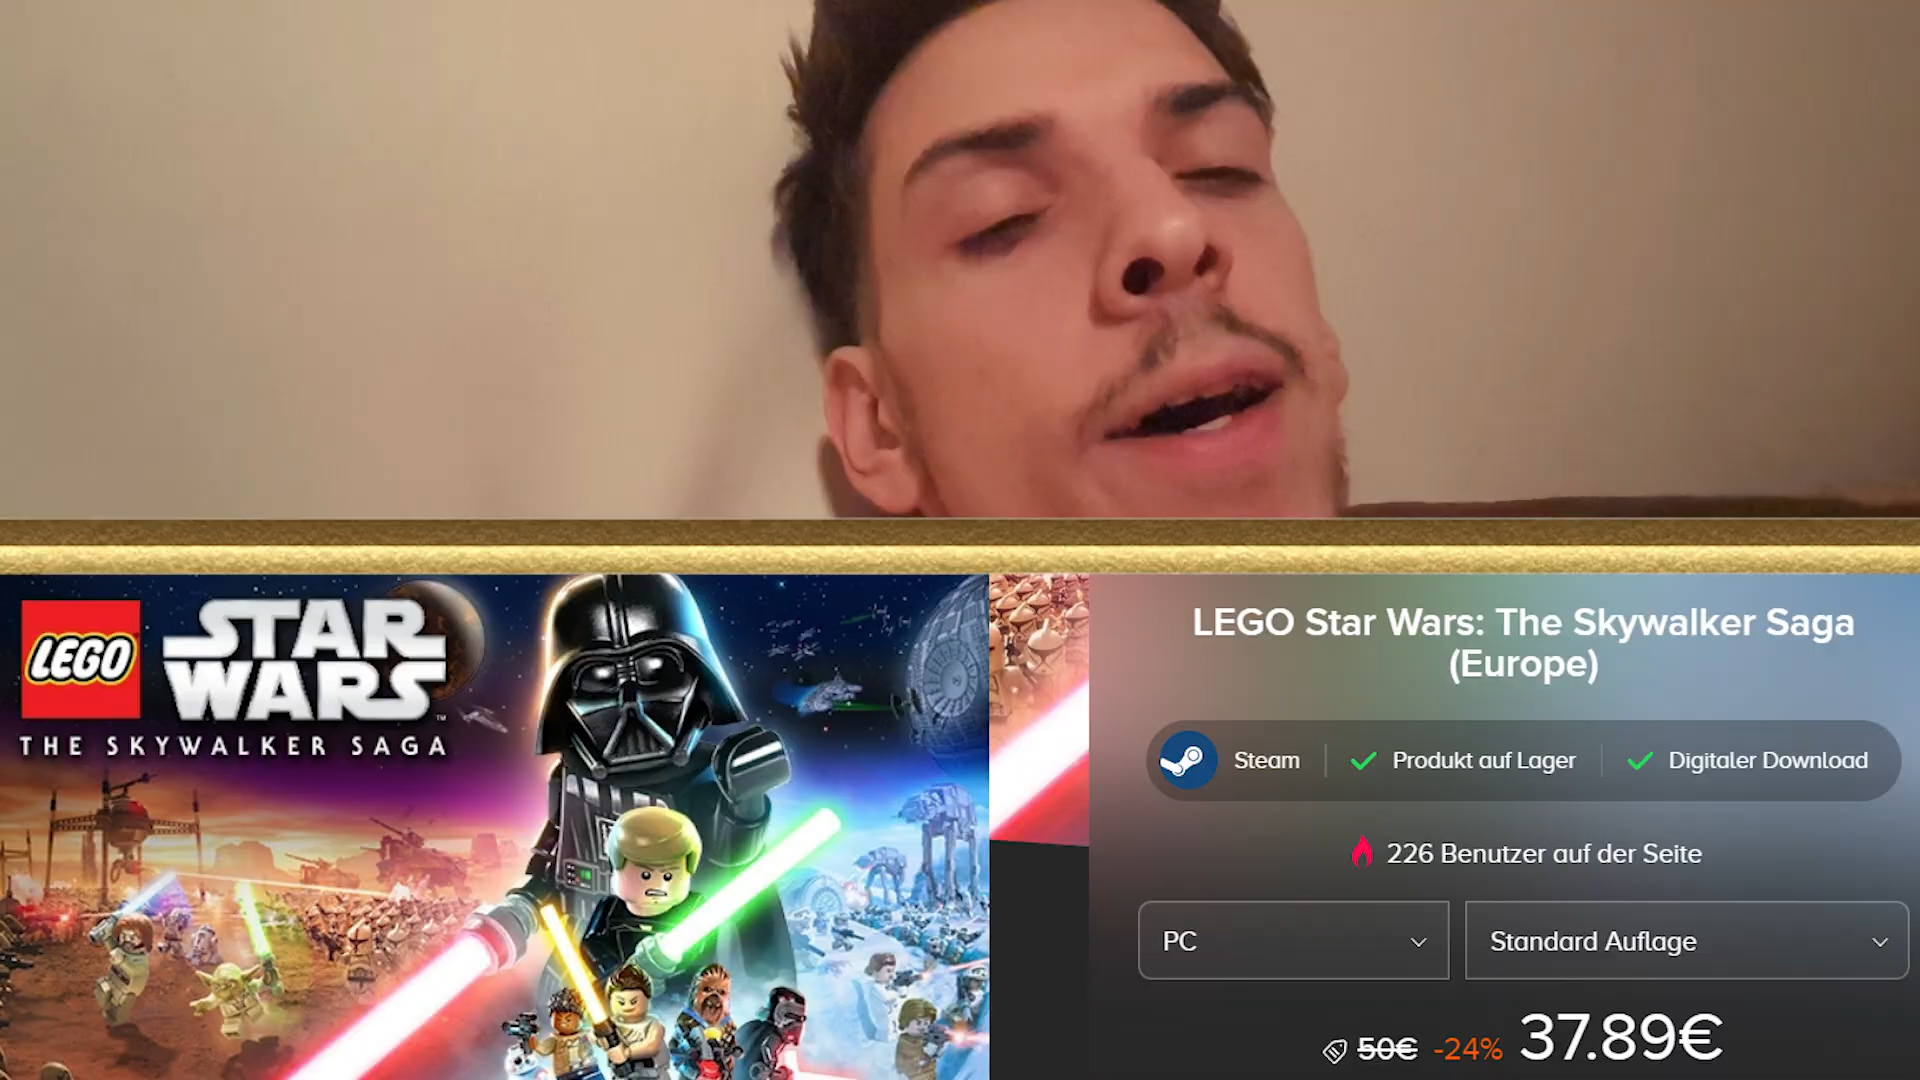 LEGO
STAR
WARS
THE SKYWALKER SAGA
LEGO Star Wars: The Skywalker Saga
(Europe)
Steam
Produkt auf Lager
Digitaler Download
226 Benutzer auf der Seite
PC
Standard Auflage
50€ -24% 37.89€